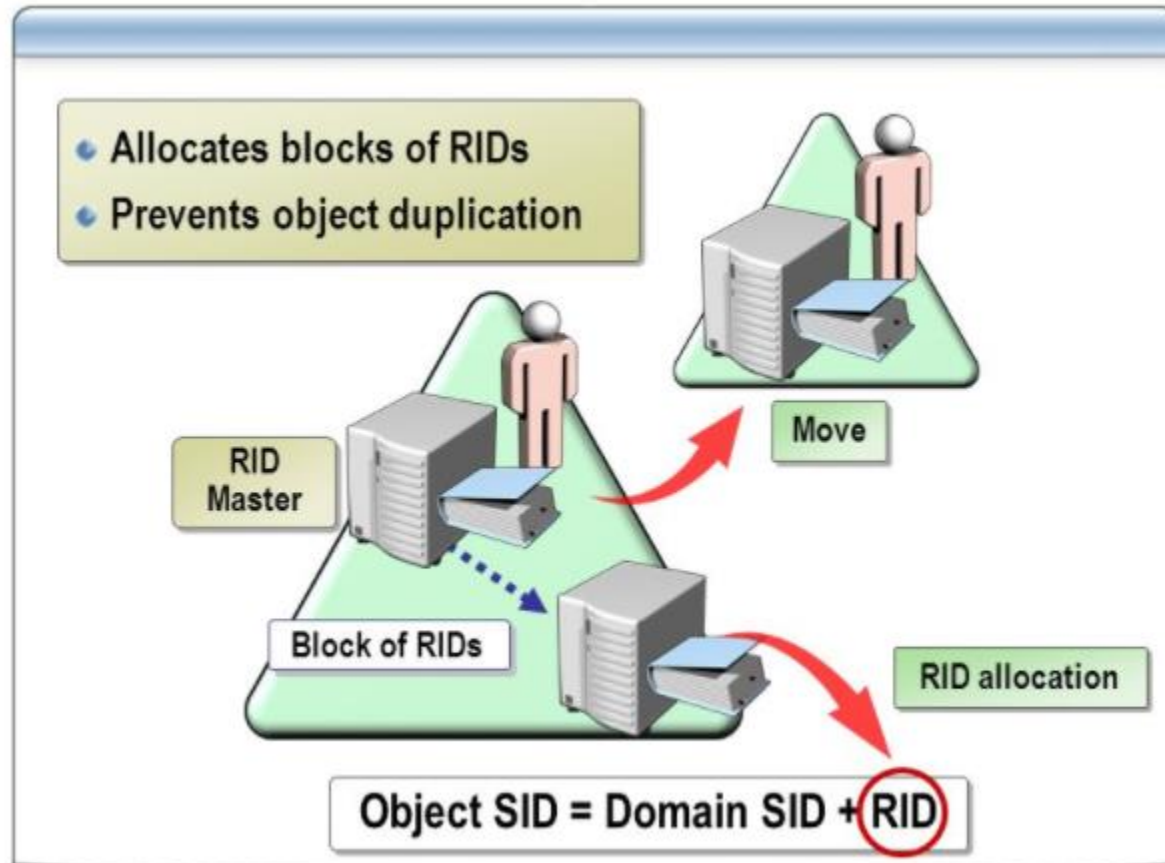 Allocates blocks of RIDs
Prevents object duplication
Move
RID
Master
Block of RIDs
RID allocation
Object SID = Domain SID + RID